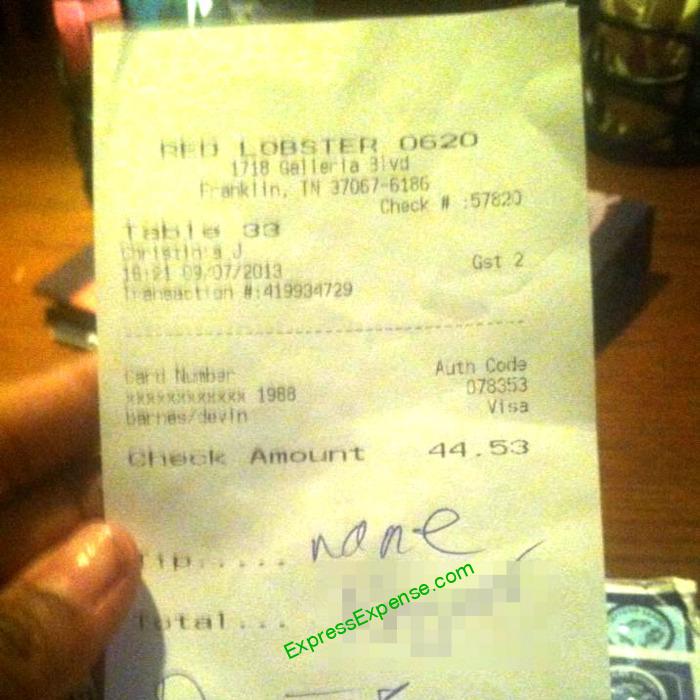 RED LOBSTER 0620
1718 Galleria Blvd
Franklin, TN 37067-6186
Check # :57820
Table 33
Christina J
Gst 2
18:21 09/07/2013
Transaction #:419934729
Card Number
Auth Code
xxxxxxxxxxxx 1988
078353
barnes/devin
Visa
Check Amount 44.53
Tip..... none
Total...
ExpressExpense.com